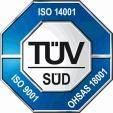 ISO 14001
TÜV
SÜD
ISO 9001
OHSAS 18001